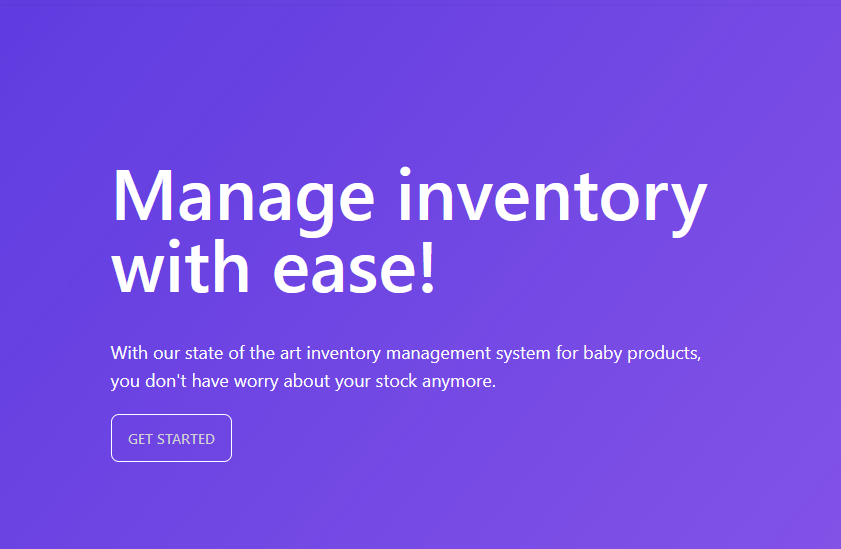 Manage inventory
with ease!
With our state of the art inventory management system for baby products,
you don't have worry about your stock anymore.
GET STARTED